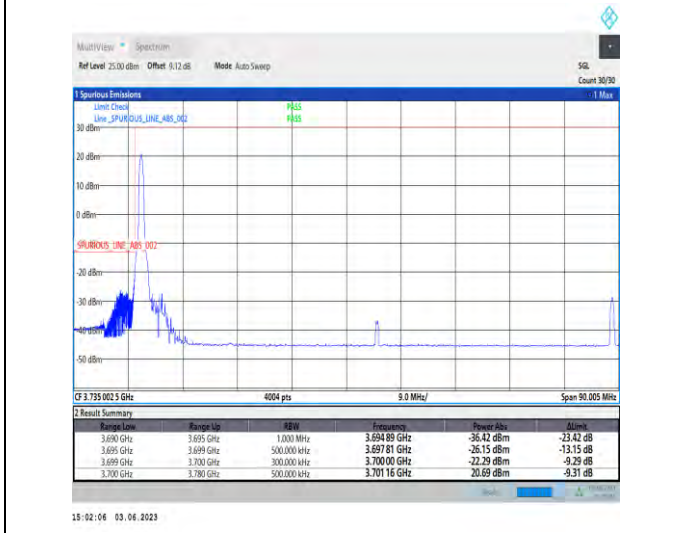 MultiView Spectrum
Ref Level 25.00 dBm Offset 9.12 dB Mode Auto Sweep SGL
Count 30/30
1 Spurious Emissions 1 Max
Limit Check PASS
Line _SPURIOUS_LINE_ABS_002 PASS
30 dBm
20 dBm
10 dBm
0 dBm
_SPURIOUS_LINE_ABS_002
-20 dBm
-30 dBm
-40 dBm
-50 dBm
CF 3.735 002 5 GHz 4004 pts 9.0 MHz/ Span 90.005 MHz
2 Result Summary
Range Low Range Up RBW Frequency Power Abs ΔLimit
3.690 GHz 3.695 GHz 1.000 MHz 3.694 89 GHz -36.42 dBm -23.42 dB
3.695 GHz 3.699 GHz 500.000 kHz 3.697 81 GHz -26.15 dBm -13.15 dB
3.699 GHz 3.700 GHz 300.000 kHz 3.700 00 GHz -22.29 dBm -9.29 dB
3.700 GHz 3.780 GHz 500.000 kHz 3.701 16 GHz 20.69 dBm -9.31 dB
15:02:06 03.06.2023